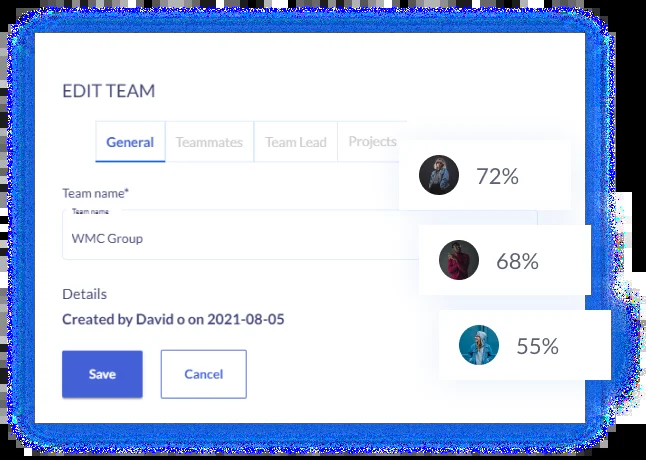 EDIT TEAM
General Teammates Team Lead Projects
72%
Team name*
Team name
WMC Group
68%
Details
Created by David o on 2021-08-05
55%
Save Cancel